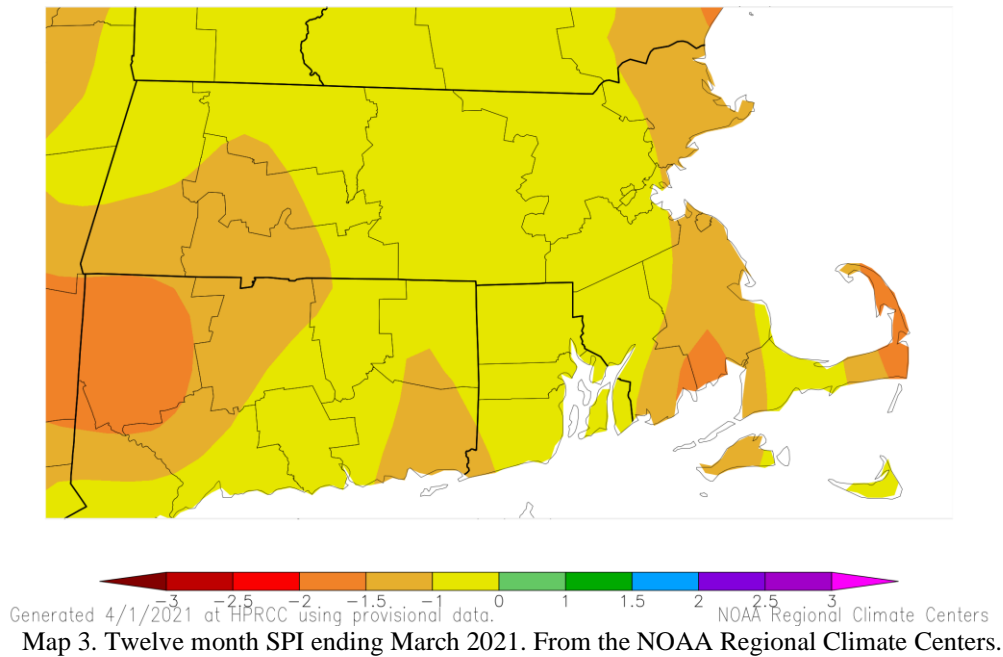 -3 -2.5 -2 -1.5 -1 0 1 1.5 2 2.5 3
Generated 4/1/2021 at HPRCC using provisional data. NOAA Regional Climate Centers
Map 3. Twelve month SPI ending March 2021. From the NOAA Regional Climate Centers.